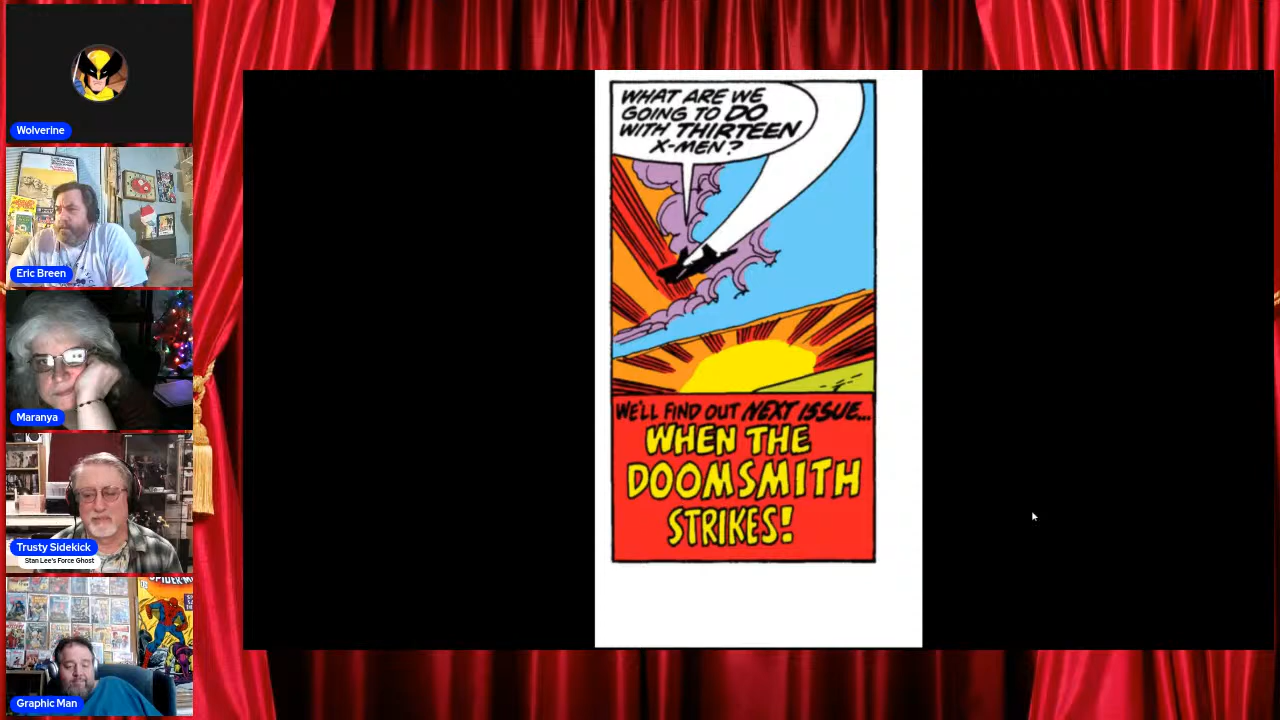 Wolverine
Eric Breen
Maranya
Trusty Sidekick
Stan Lee's Force Ghost
Graphic Man
WHAT ARE WE
GOING TO DO
WITH THIRTEEN
X-MEN?
WE'LL FIND OUT NEXT ISSUE...
WHEN THE
DOOMSMITH
STRIKES!